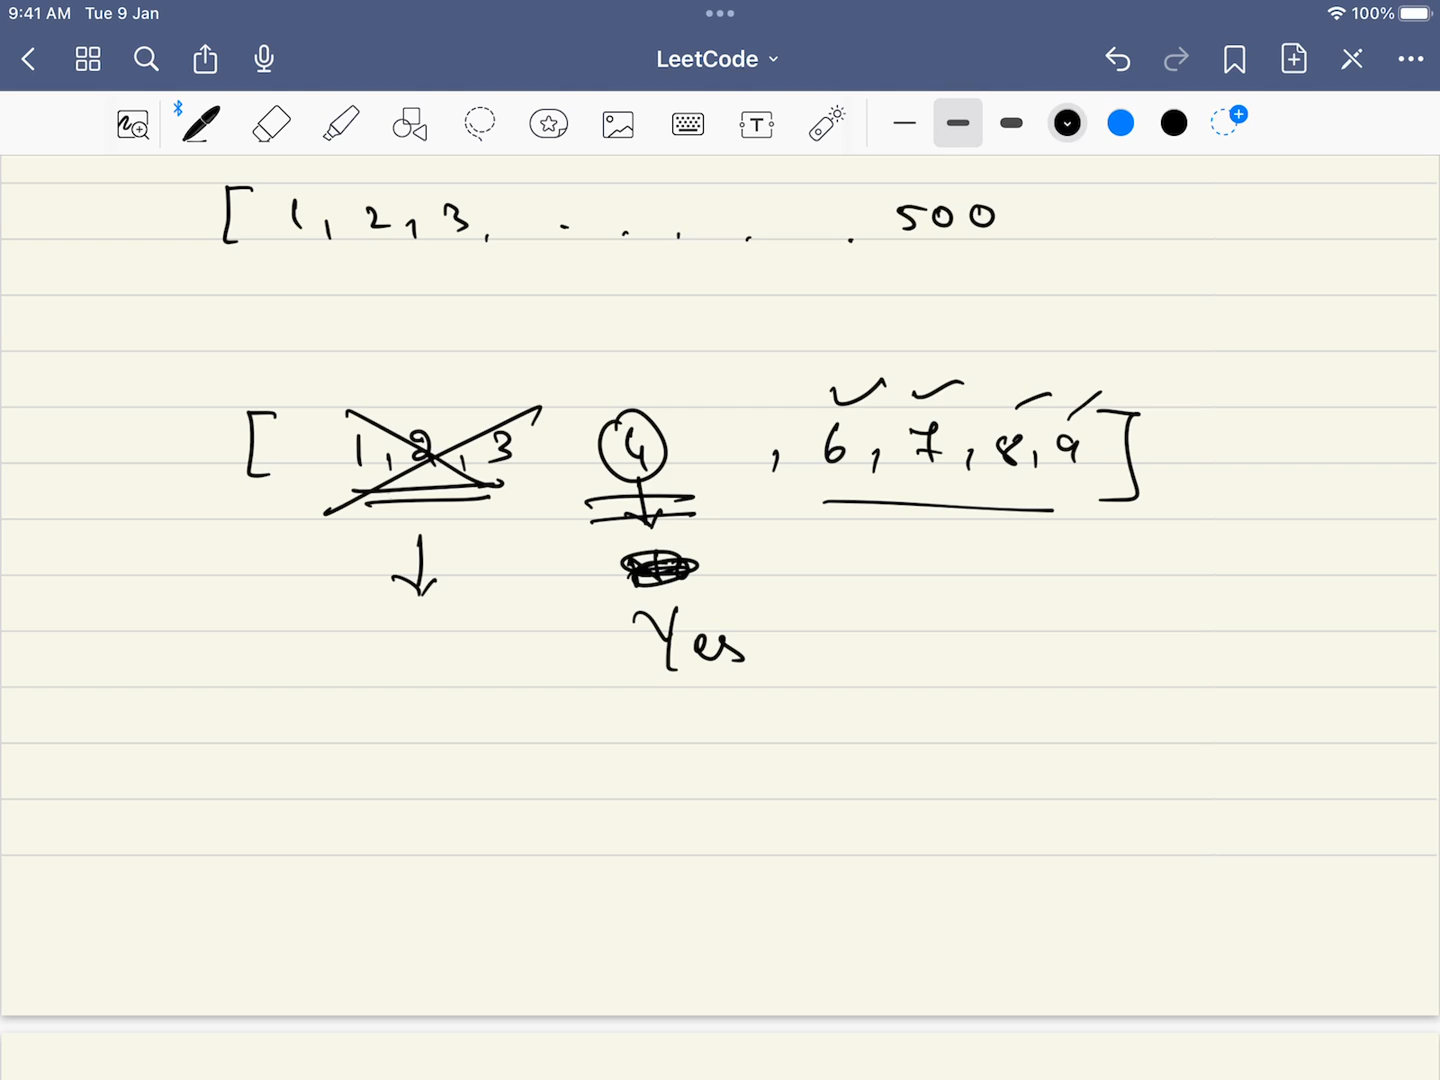 9:41 AM Tue 9 Jan 100%
LeetCode
[ 1, 2, 3, . . . . . 500
[ 1, 2, 3 4 , 6, 7, 8, 9 ]
Yes